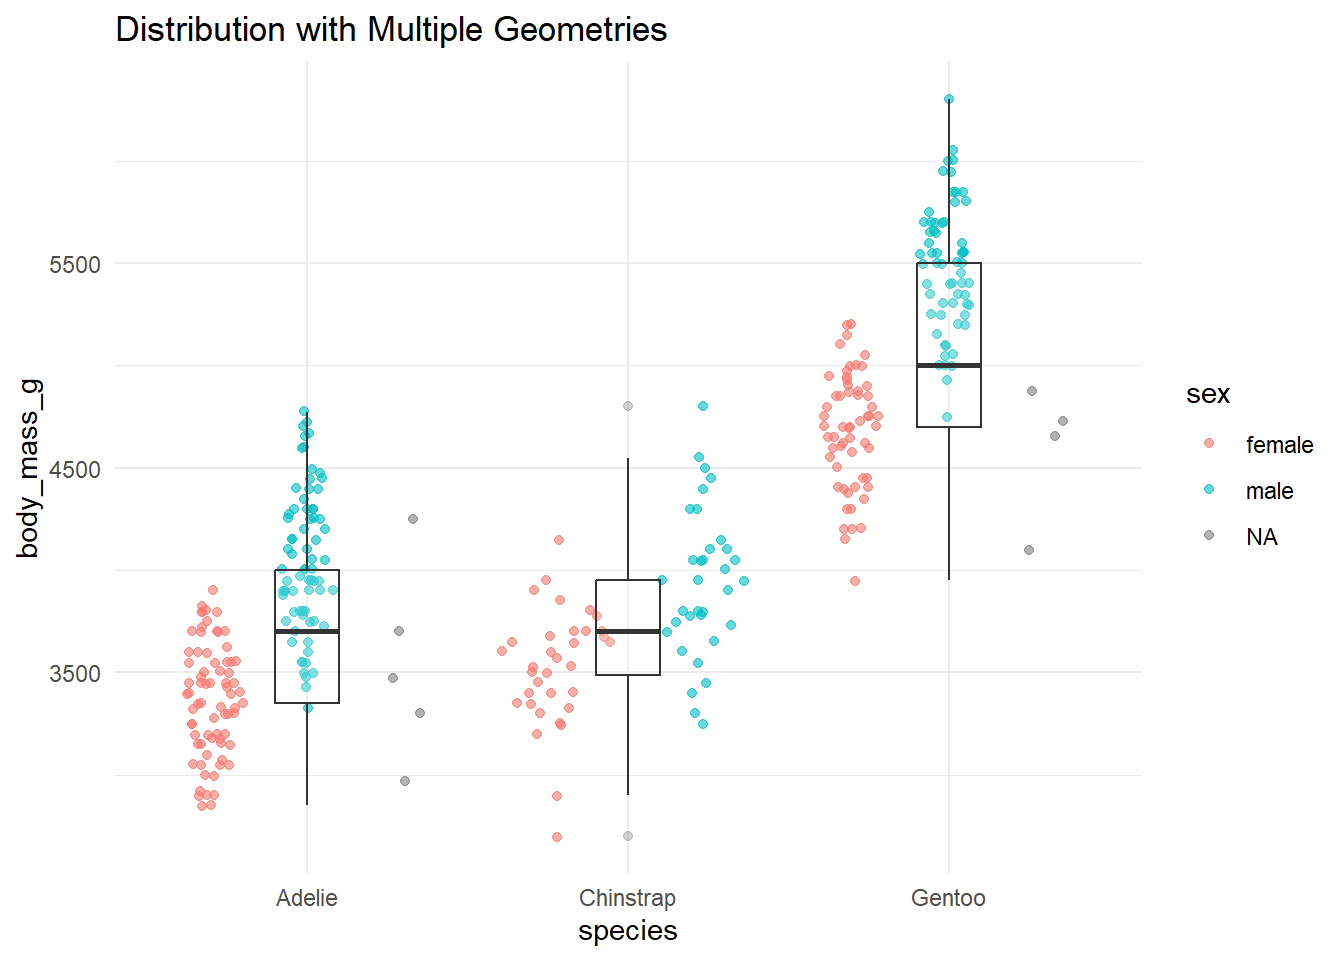 Distribution with Multiple Geometries
body_mass_g
5500
4500
3500
Adelie Chinstrap Gentoo
species
sex
female
male
NA